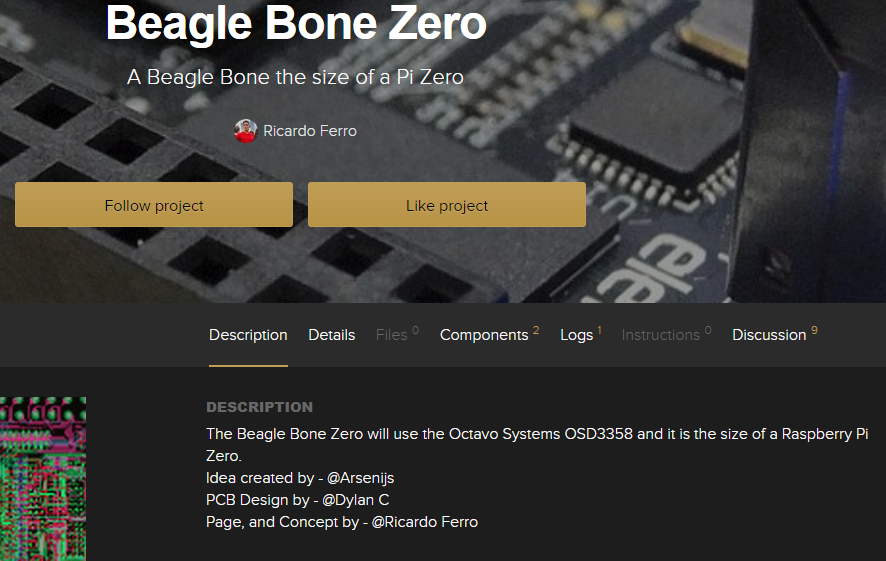 Beagle Bone Zero
A Beagle Bone the size of a Pi Zero
Ricardo Ferro
Follow project
Like project
Description Details Files 0 Components 2 Logs 1 Instructions 0 Discussion 9
DESCRIPTION
The Beagle Bone Zero will use the Octavo Systems OSD3358 and it is the size of a Raspberry Pi
Zero.
Idea created by - @Arsenijs
PCB Design by - @Dylan C
Page, and Concept by - @Ricardo Ferro